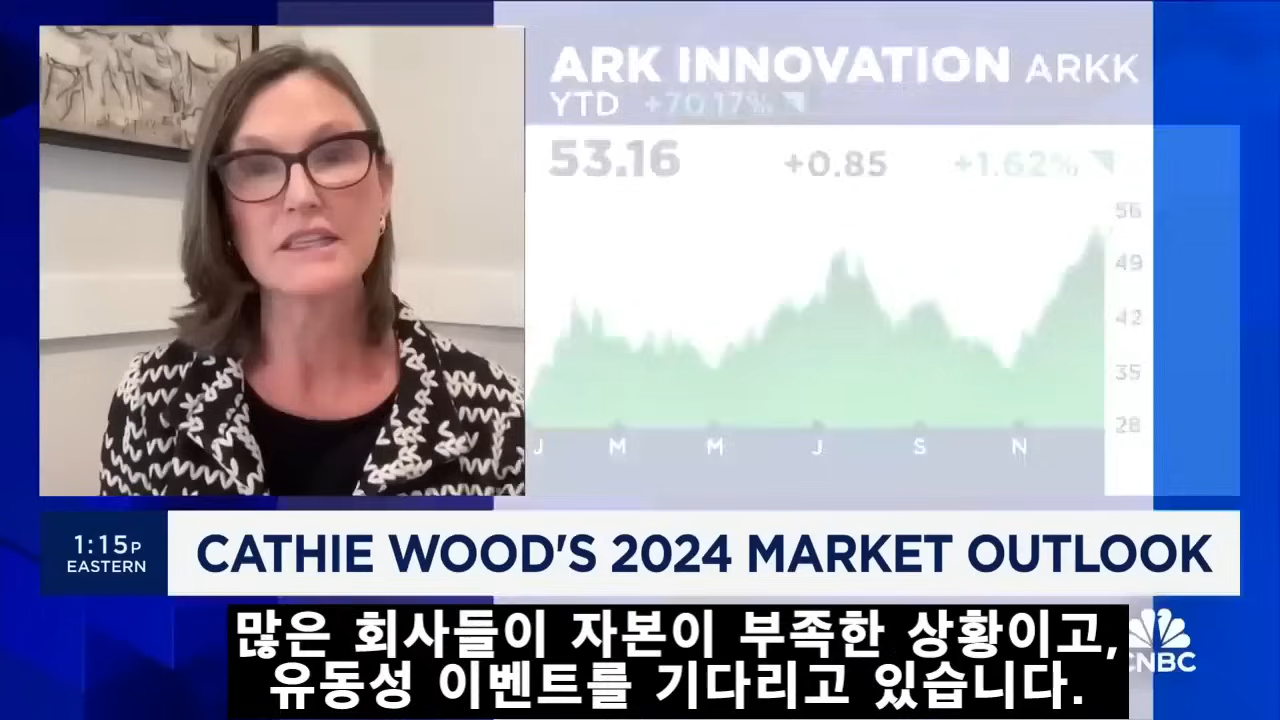 ARK INNOVATION ARKK
YTD +70.17%
53.16 +0.85 +1.62%
56
49
42
35
28
J M M J S N
1:15P
EASTERN
CATHIE WOOD'S 2024 MARKET OUTLOOK
많은 회사들이 자본이 부족한 상황이고,
유동성 이벤트를 기다리고 있습니다.
CNBC